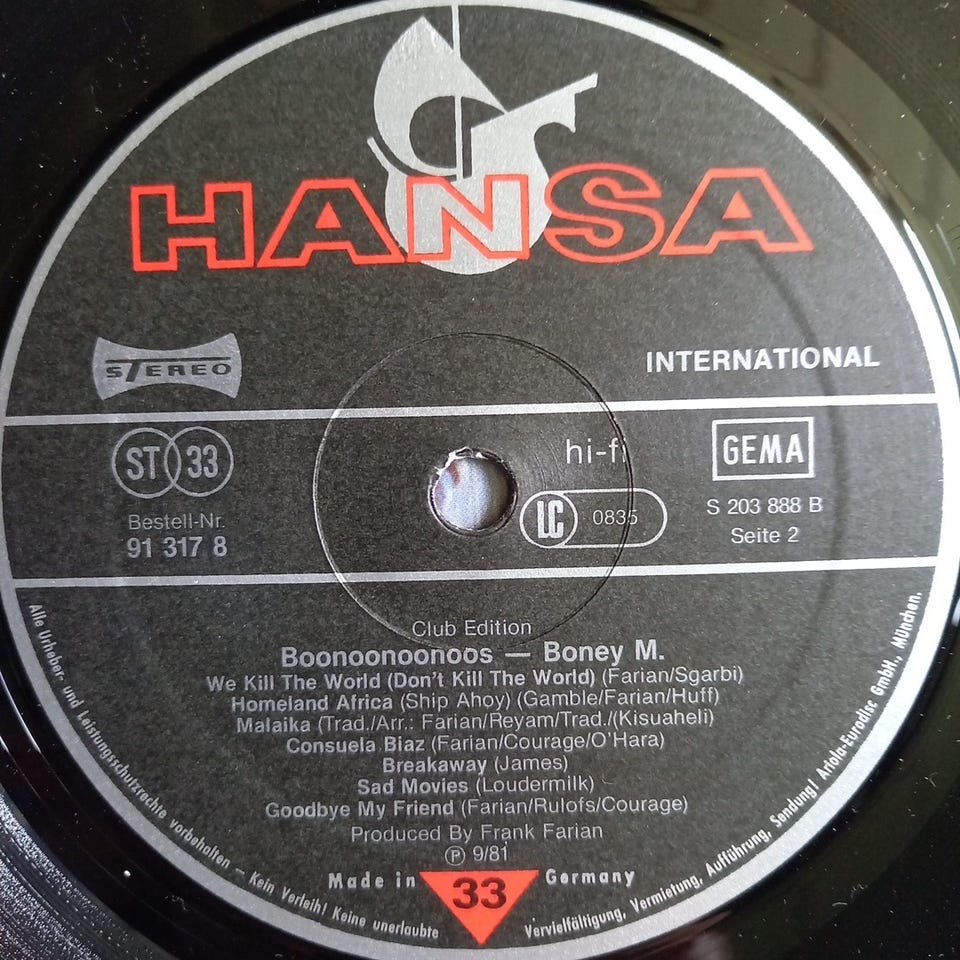 HANSA
STEREO
INTERNATIONAL
ST 33
hi-fi
GEMA
Bestell-Nr.
91 317 8
LC 0835
S 203 888 B
Seite 2
Club Edition
Boonoonoonoos — Boney M.
We Kill The World (Don't Kill The World) (Farian/Sgarbi)
Homeland Africa (Ship Ahoy) (Gamble/Farian/Huff)
Malaika (Trad./Arr.: Farian/Reyam/Trad./(Kisuaheli)
Consuela Biaz (Farian/Courage/O'Hara)
Breakaway (James)
Sad Movies (Loudermilk)
Goodbye My Friend (Farian/Rulofs/Courage)
Produced By Frank Farian
℗ 9/81
Made in 33 Germany
Alle Urheber- und Leistungsschutzrechte vorbehalten – Kein Verleih! Keine unerlaubte Vervielfältigung, Vermietung, Aufführung, Sendung! Ariola-Eurodisc GmbH., München.